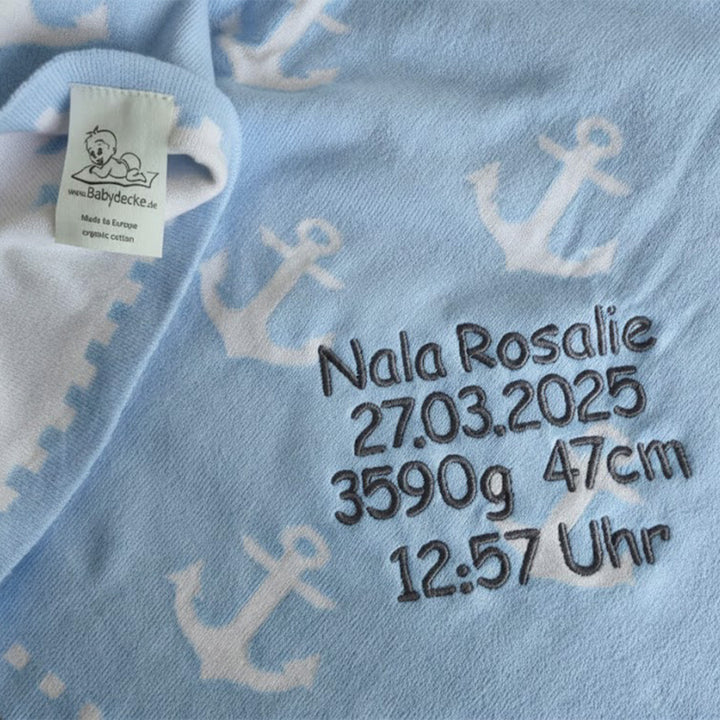 www.Babydecke.de
Made in Europe
organic cotton
Nala Rosalie
27.03.2025
3590g 47cm
12:57 Uhr